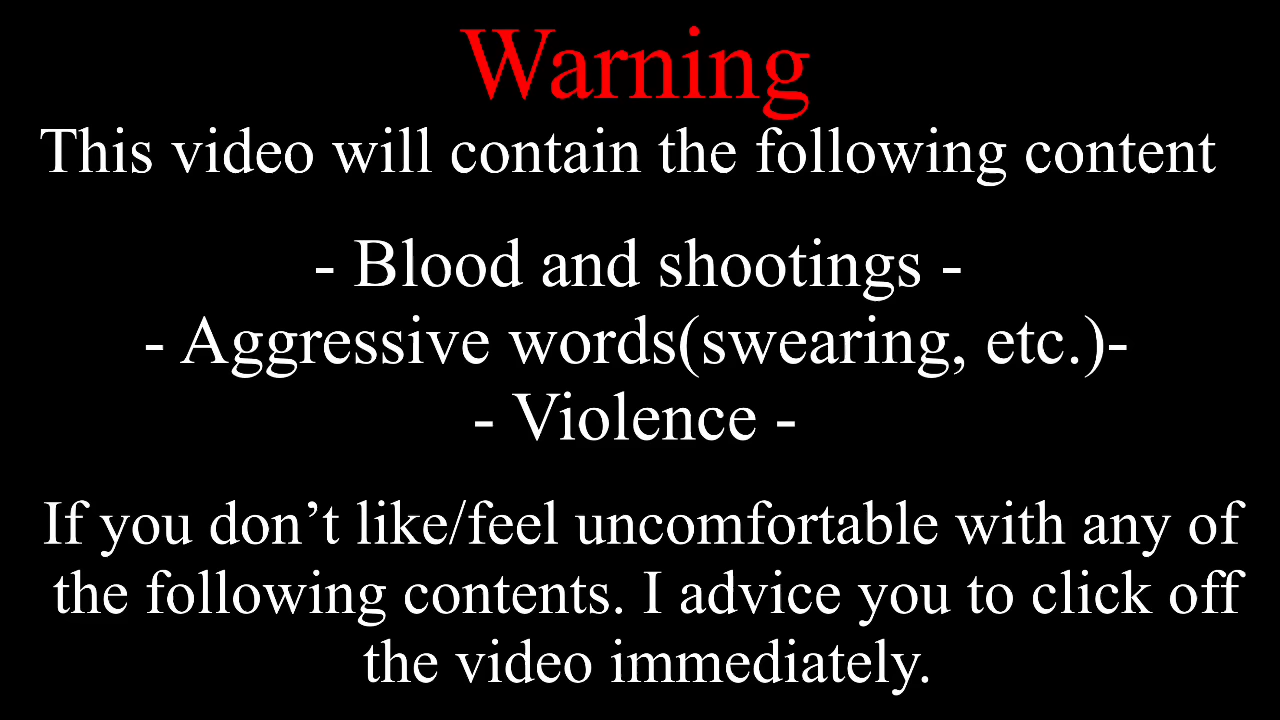 Warning
This video will contain the following content
- Blood and shootings -
- Aggressive words(swearing, etc.)-
- Violence -
If you don’t like/feel uncomfortable with any of
the following contents. I advice you to click off
the video immediately.